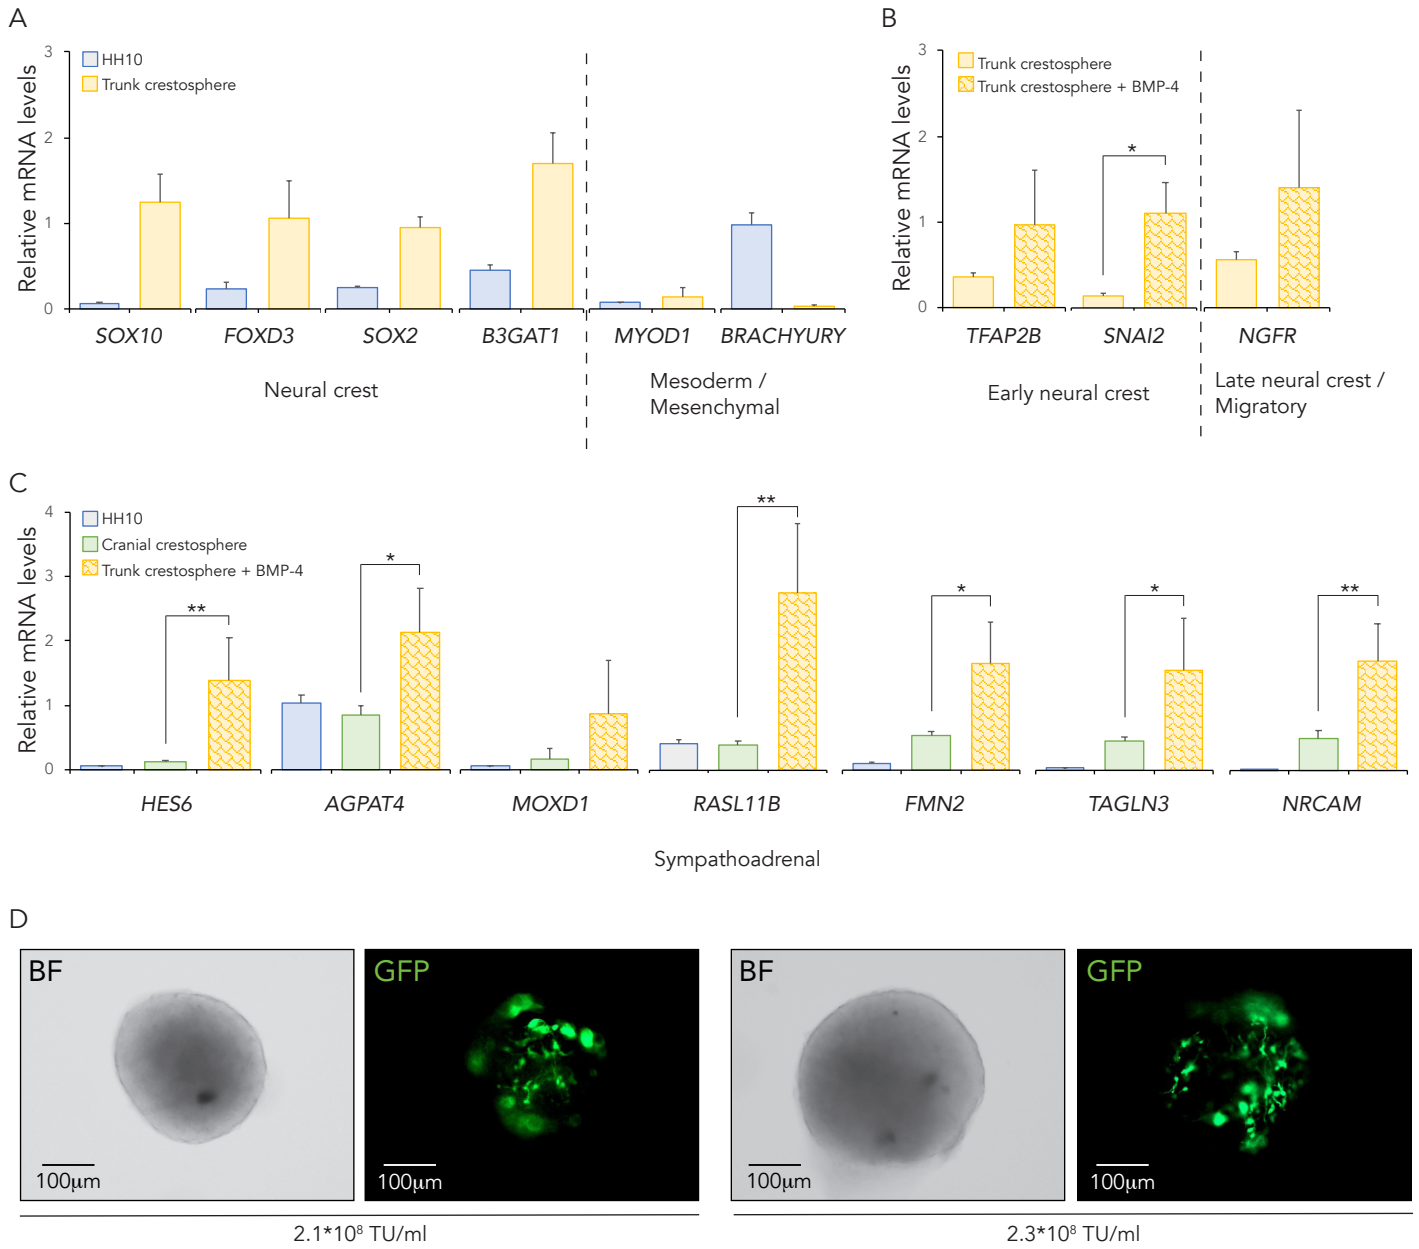 A
3
2
1
0
Relative mRNA levels
HH10
Trunk crestosphere
SOX10
FOXD3
SOX2
B3GAT1
MYOD1
BRACHYURY
Neural crest
Mesoderm /
Mesenchymal
B
3
2
1
0
Relative mRNA levels
Trunk crestosphere
Trunk crestosphere + BMP-4
*
TFAP2B
SNAI2
NGFR
Early neural crest
Late neural crest /
Migratory
C
4
3
2
1
0
Relative mRNA levels
HH10
Cranial crestosphere
Trunk crestosphere + BMP-4
**
*
**
*
*
**
HES6
AGPAT4
MOXD1
RASL11B
FMN2
TAGLN3
NRCAM
Sympathoadrenal
D
BF
100µm
GFP
100µm
BF
100µm
GFP
100µm
2.1*10⁸ TU/ml
2.3*10⁸ TU/ml